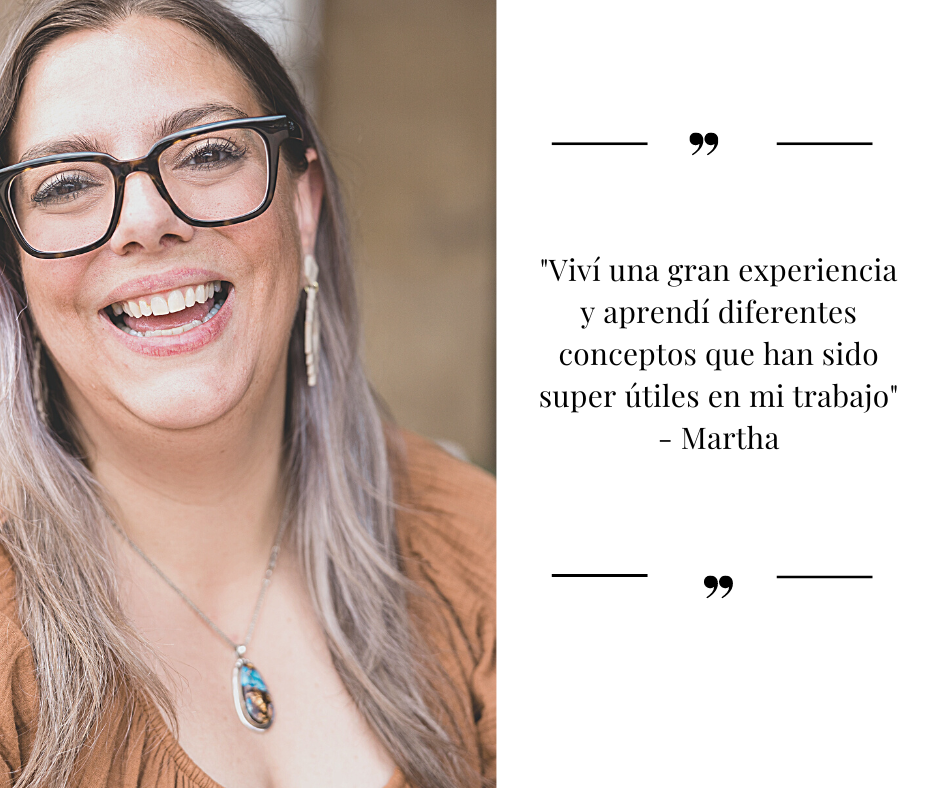 "Viví una gran experiencia
y aprendí diferentes
conceptos que han sido
super útiles en mi trabajo"
- Martha